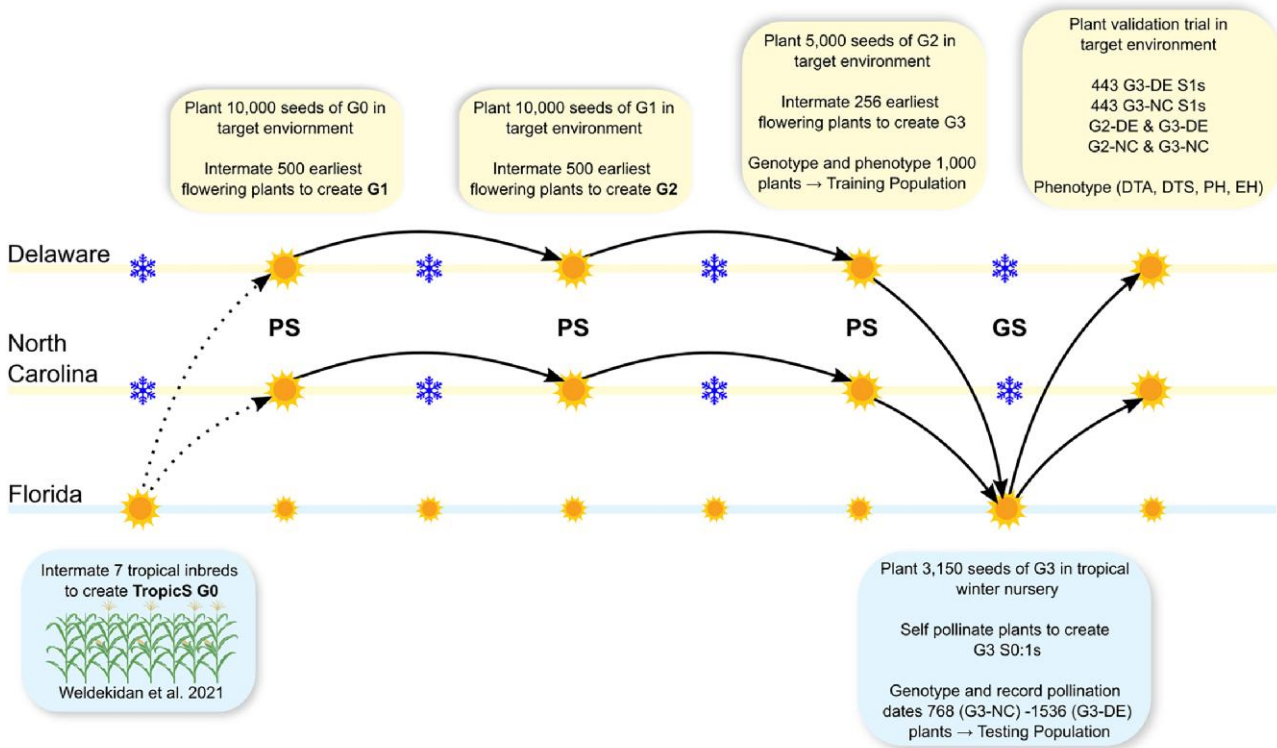 Plant 10,000 seeds of G0 in
target enviornment
Intermate 500 earliest
flowering plants to create G1
Plant 10,000 seeds of G1 in
target environment
Intermate 500 earliest
flowering plants to create G2
Plant 5,000 seeds of G2 in
target environment
Intermate 256 earliest
flowering plants to create G3
Genotype and phenotype 1,000
plants → Training Population
Plant validation trial in
target environment
443 G3-DE S1s
443 G3-NC S1s
G2-DE & G3-DE
G2-NC & G3-NC
Phenotype (DTA, DTS, PH, EH)
Delaware
PS
PS
PS
GS
North
Carolina
Florida
Intermate 7 tropical inbreds
to create TropicS G0
Weldekidan et al. 2021
Plant 3,150 seeds of G3 in tropical
winter nursery
Self pollinate plants to create
G3 S0:1s
Genotype and record pollination
dates 768 (G3-NC) -1536 (G3-DE)
plants → Testing Population